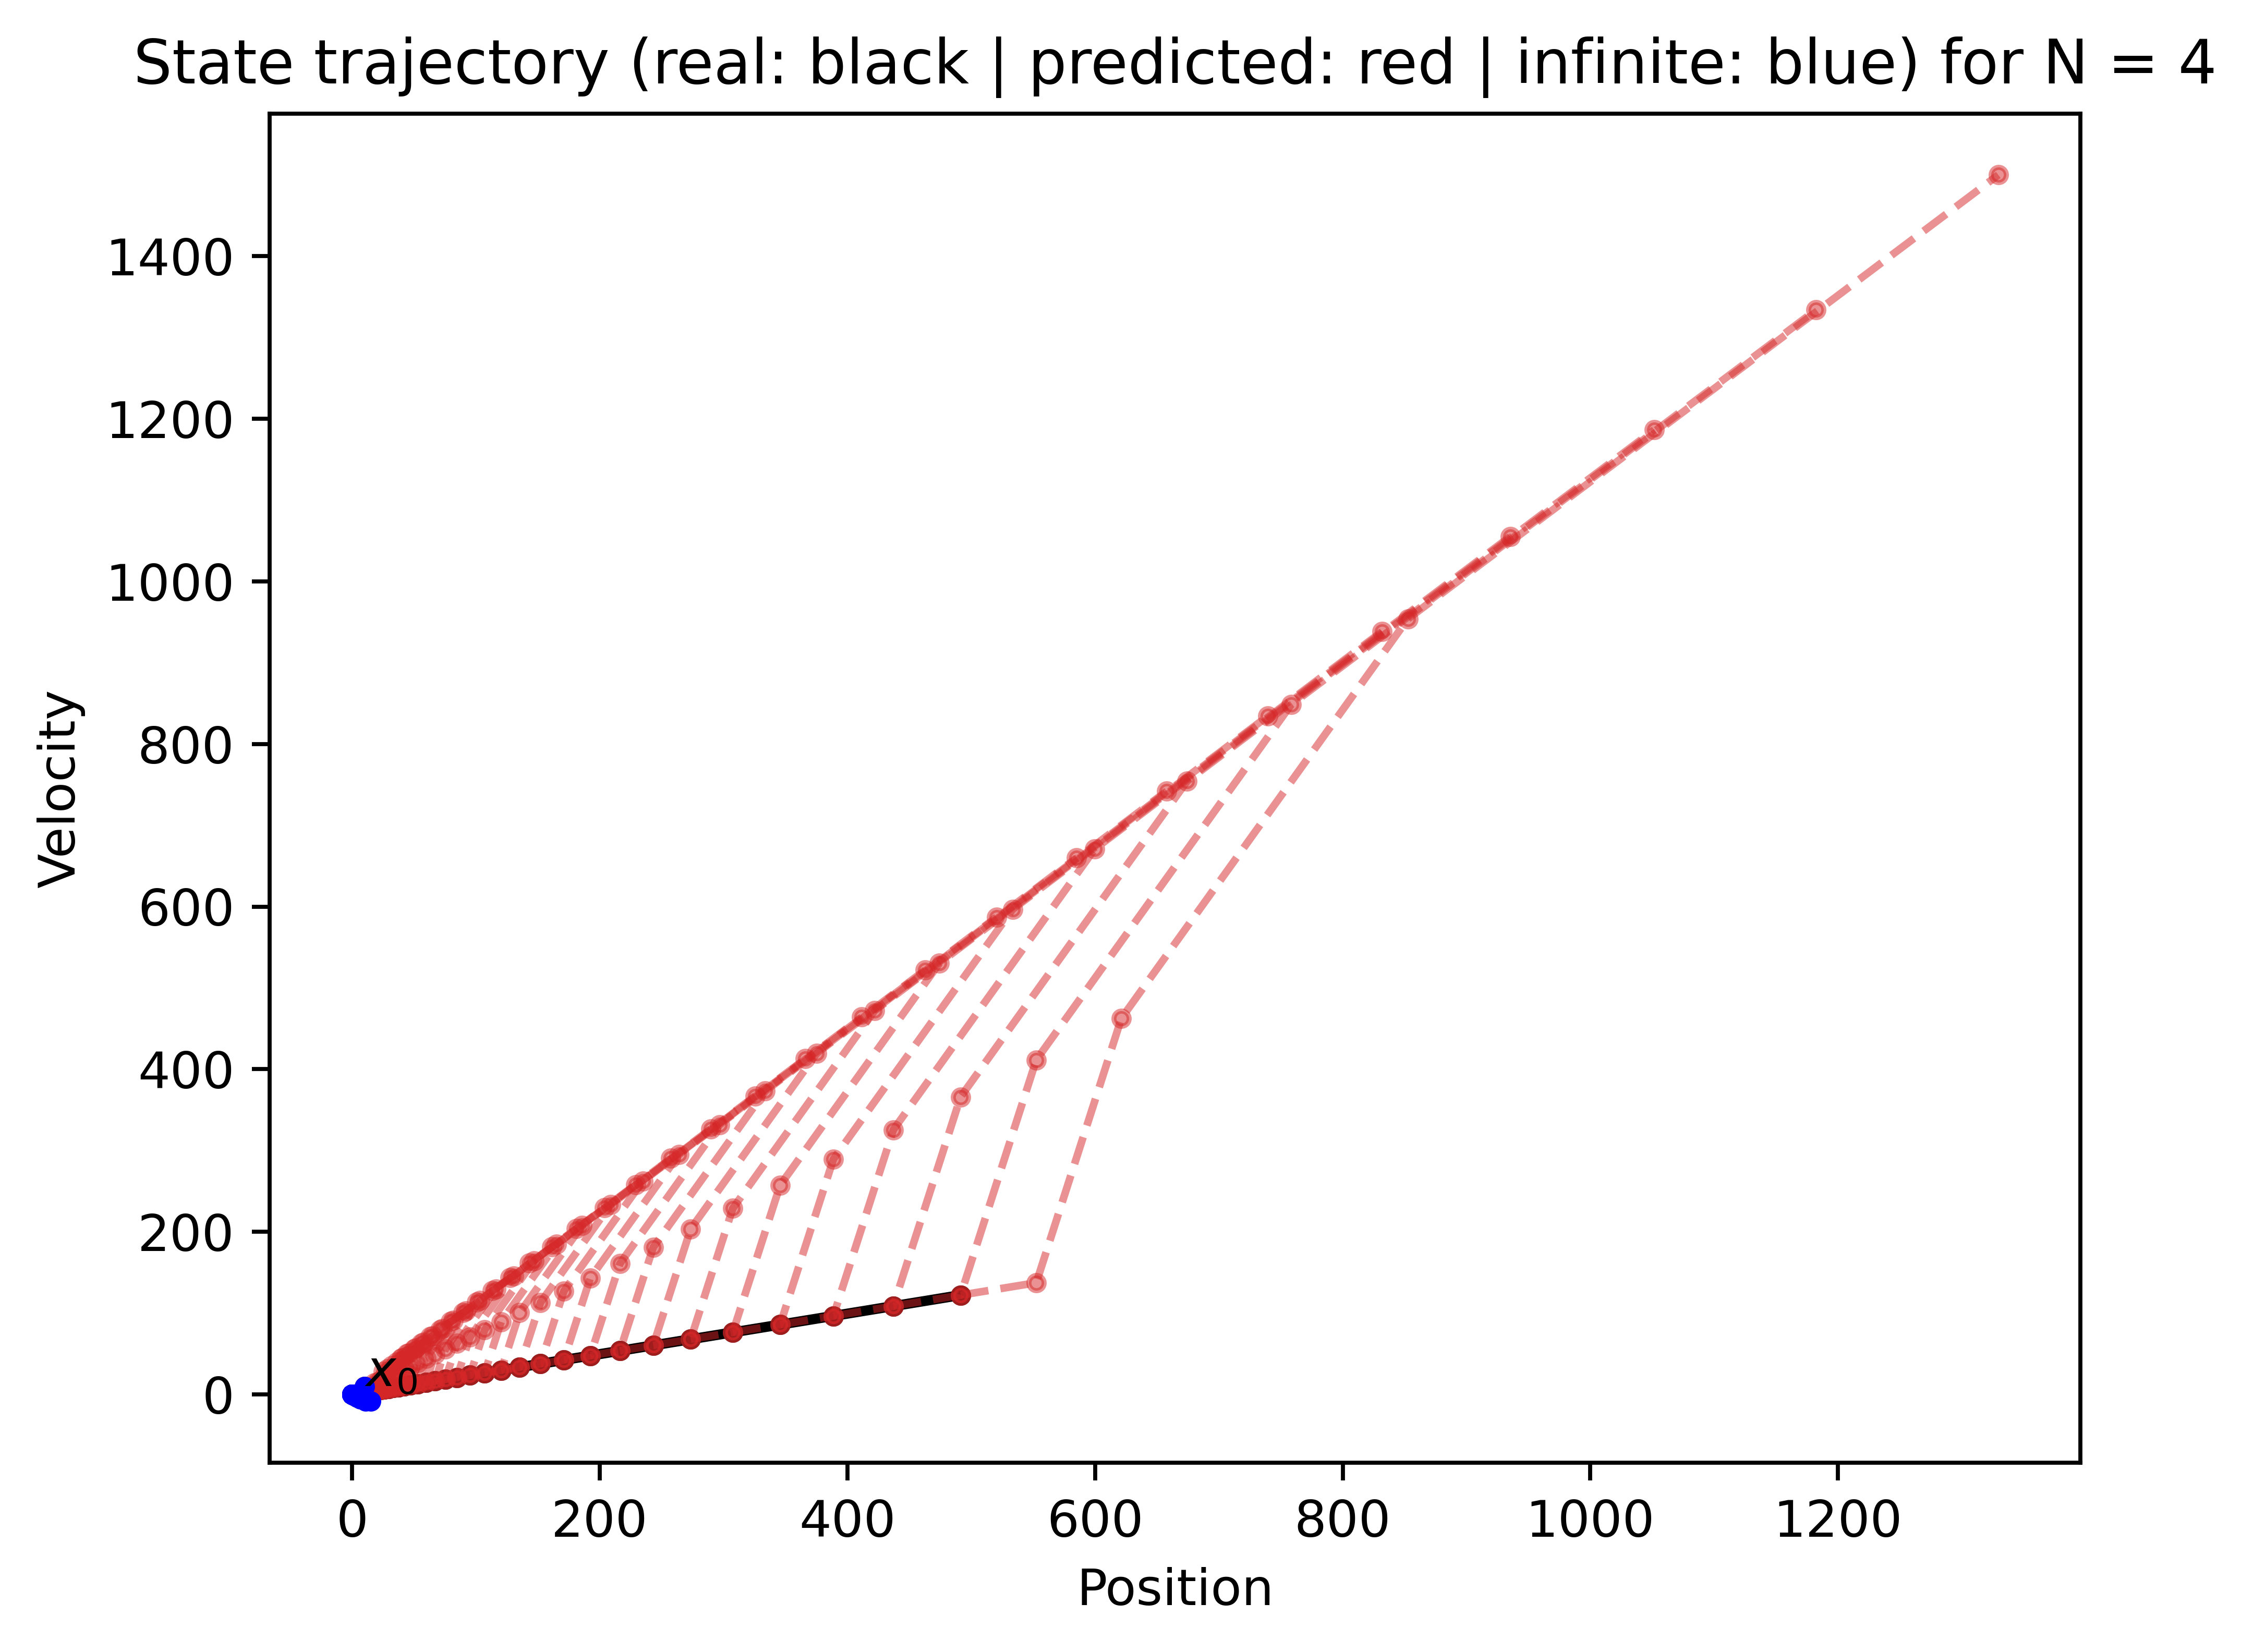 State trajectory (real: black | predicted: red | infinite: blue) for N = 4
1400
1200
1000
800
600
400
200
0
Velocity
x₀
0 200 400 600 800 1000 1200
Position